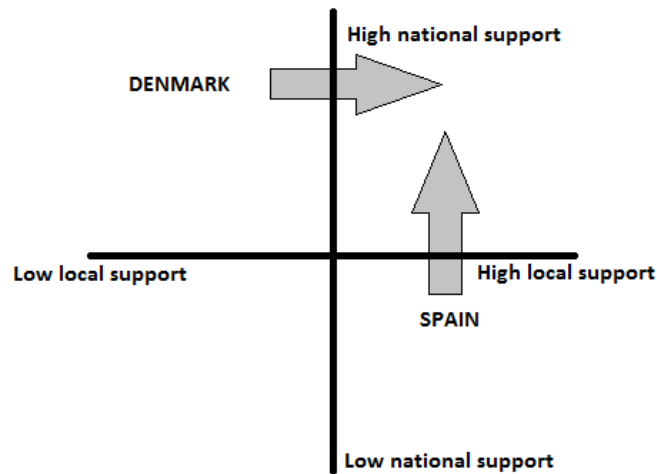 High national support
DENMARK
Low local support
High local support
SPAIN
Low national support